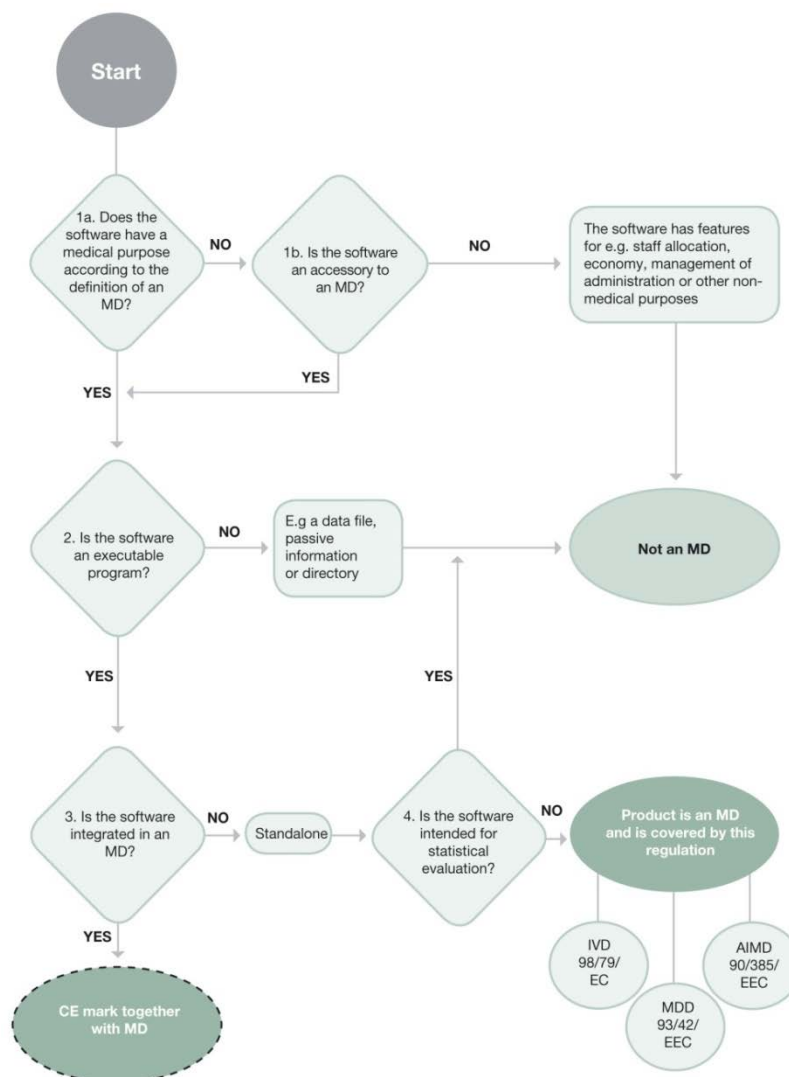 Start
1a. Does the
software have a
medical purpose
according to the
definition of an
MD?
NO
1b. Is the software
an accessory to
an MD?
NO
The software has features
for e.g. staff allocation,
economy, management of
administration or other non-
medical purposes
YES
YES
2. Is the software
an executable
program?
NO
E.g a data file,
passive
information
or directory
Not an MD
YES
YES
3. Is the software
integrated in an
MD?
NO
Standalone
4. Is the software
intended for
statistical
evaluation?
NO
Product is an MD
and is covered by this
regulation
YES
IVD
98/79/
EC
MDD
93/42/
EEC
AIMD
90/385/
EEC
CE mark together
with MD